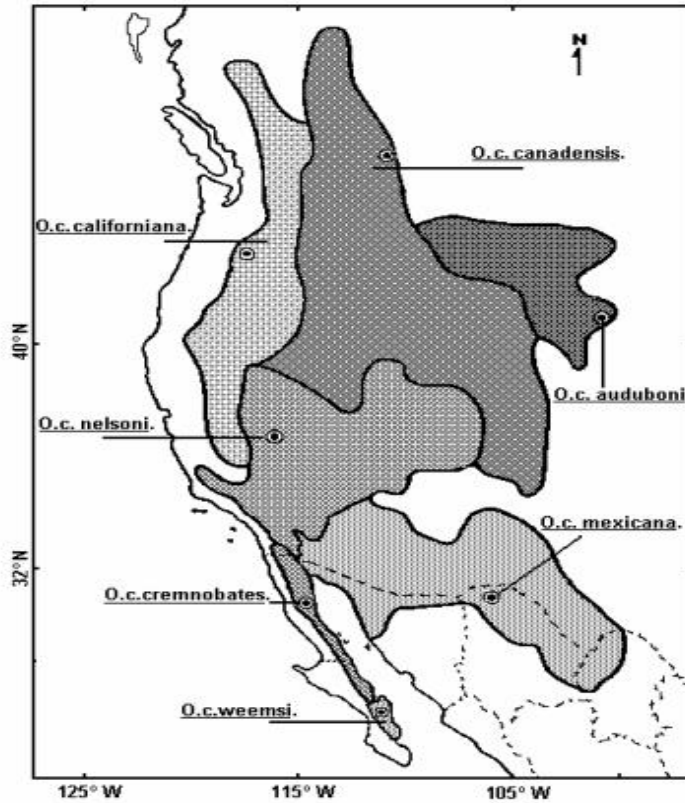 N
O.c. canadensis.
O.c. californiana.
40°N
O.c. auduboni
O.c. nelsoni.
O.c. mexicana.
32°N
O.c.cremnobates.
O.c.weemsi.
125°W 115°W 105°W